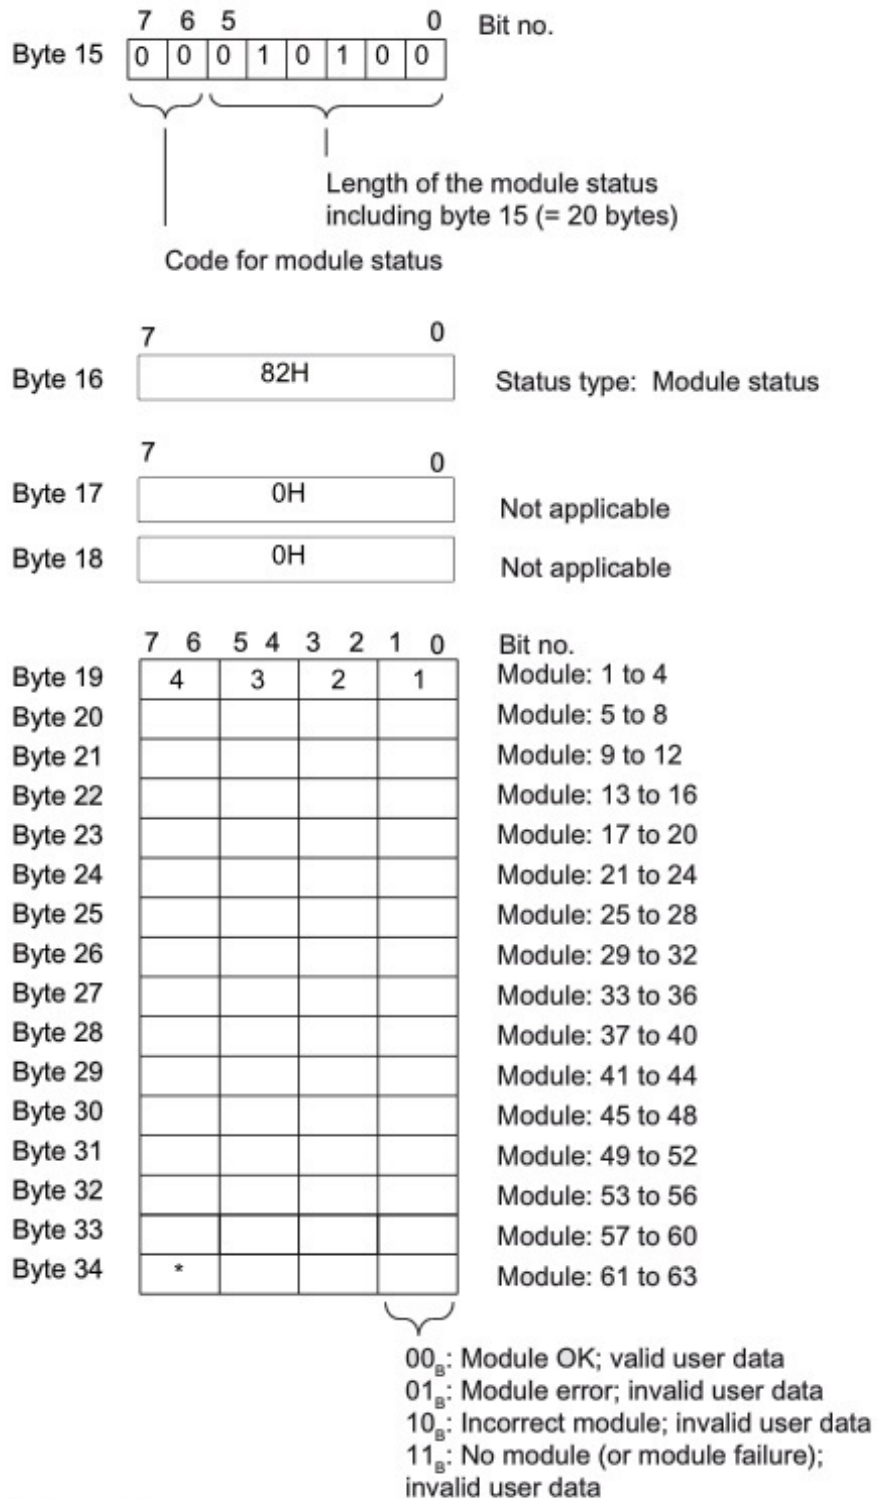 7 6 5 0 Bit no.
Byte 15 0 0 0 1 0 1 0 0
Length of the module status
including byte 15 (= 20 bytes)
Code for module status
7 0
Byte 16 82H Status type: Module status
7 0
Byte 17 0H Not applicable
Byte 18 0H Not applicable
7 6 5 4 3 2 1 0 Bit no.
Byte 19 4 3 2 1 Module: 1 to 4
Byte 20 Module: 5 to 8
Byte 21 Module: 9 to 12
Byte 22 Module: 13 to 16
Byte 23 Module: 17 to 20
Byte 24 Module: 21 to 24
Byte 25 Module: 25 to 28
Byte 26 Module: 29 to 32
Byte 27 Module: 33 to 36
Byte 28 Module: 37 to 40
Byte 29 Module: 41 to 44
Byte 30 Module: 45 to 48
Byte 31 Module: 49 to 52
Byte 32 Module: 53 to 56
Byte 33 Module: 57 to 60
Byte 34 * Module: 61 to 63
00B: Module OK; valid user data
01B: Module error; invalid user data
10B: Incorrect module; invalid user data
11B: No module (or module failure);
invalid user data